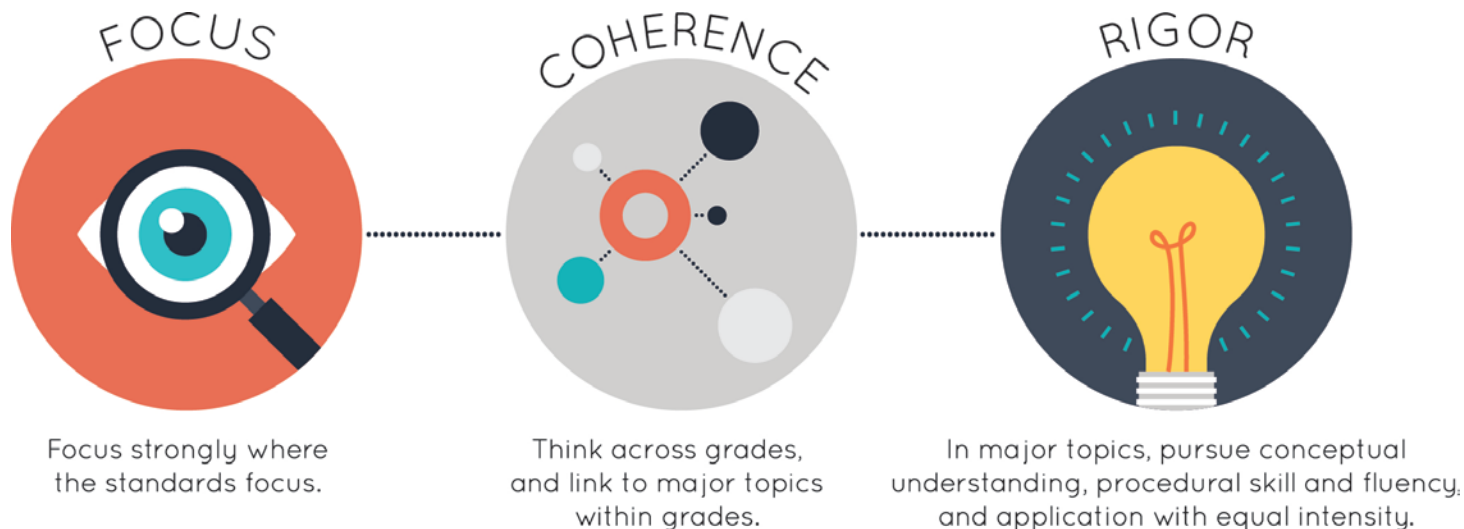 FOCUS
Focus strongly where
the standards focus.
COHERENCE
Think across grades,
and link to major topics
within grades.
RIGOR
In major topics, pursue conceptual
understanding, procedural skill and fluency,
and application with equal intensity.